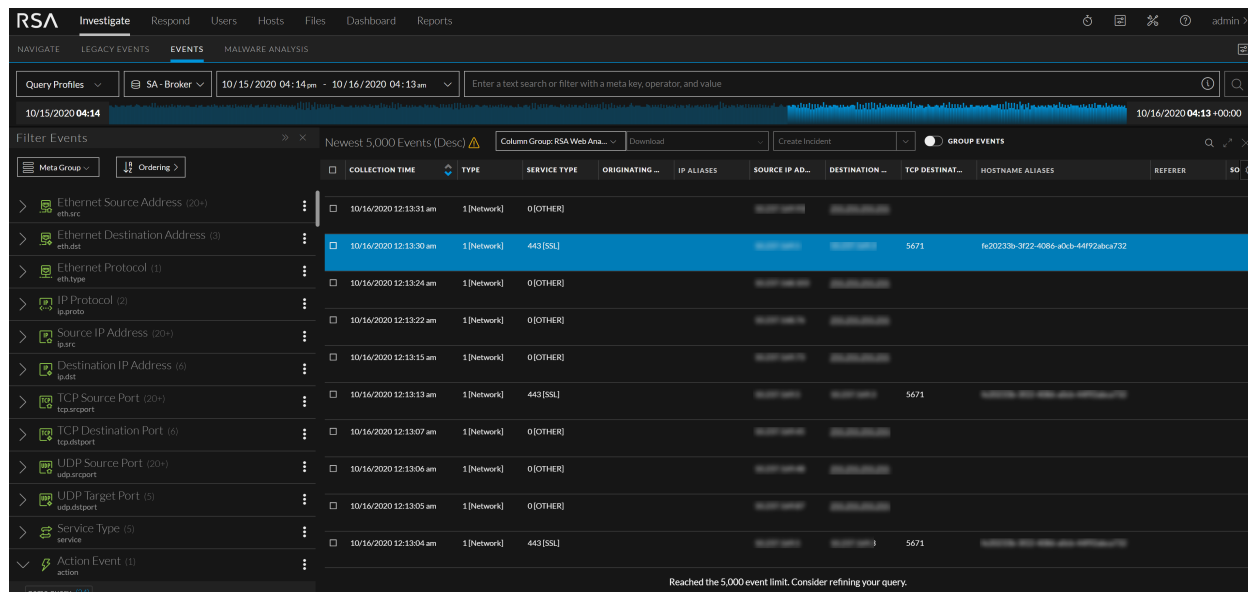 RSA Investigate Respond Users Hosts Files Dashboard Reports admin >
NAVIGATE LEGACY EVENTS EVENTS MALWARE ANALYSIS
Query Profiles SA - Broker 10/15/2020 04:14 pm - 10/16/2020 04:13 am Enter a text search or filter with a meta key, operator, and value
10/15/2020 04:14 10/16/2020 04:13 +00:00
Filter Events
Newest 5,000 Events (Desc) Column Group: RSA Web Ana... Download Create Incident GROUP EVENTS
Meta Group Ordering >
COLLECTION TIME TYPE SERVICE TYPE ORIGINATING ... IP ALIASES SOURCE IP AD... DESTINATION ... TCP DESTINAT... HOSTNAME ALIASES REFERER SO
Ethernet Source Address (20+)
eth.src
10/16/2020 12:13:31 am 1 [Network] 0 [OTHER]
Ethernet Destination Address (3)
eth.dst
10/16/2020 12:13:30 am 1 [Network] 443 [SSL] 5671 fe20233b-3f22-4086-a0cb-44f92abca732
Ethernet Protocol (1)
eth.type
10/16/2020 12:13:24 am 1 [Network] 0 [OTHER]
IP Protocol (2)
ip.proto
10/16/2020 12:13:22 am 1 [Network] 0 [OTHER]
Source IP Address (20+)
ip.src
10/16/2020 12:13:15 am 1 [Network] 0 [OTHER]
Destination IP Address (6)
ip.dst
10/16/2020 12:13:13 am 1 [Network] 443 [SSL] 5671
TCP Source Port (20+)
tcp.srcport
TCP Destination Port (6)
tcp.dstport
10/16/2020 12:13:07 am 1 [Network] 0 [OTHER]
UDP Source Port (20+)
udp.srcport
10/16/2020 12:13:06 am 1 [Network] 0 [OTHER]
UDP Target Port (5)
udp.dstport
10/16/2020 12:13:05 am 1 [Network] 0 [OTHER]
Service Type (5)
service
10/16/2020 12:13:04 am 1 [Network] 443 [SSL] 5671
Action Event (1)
action
Reached the 5,000 event limit. Consider refining your query.